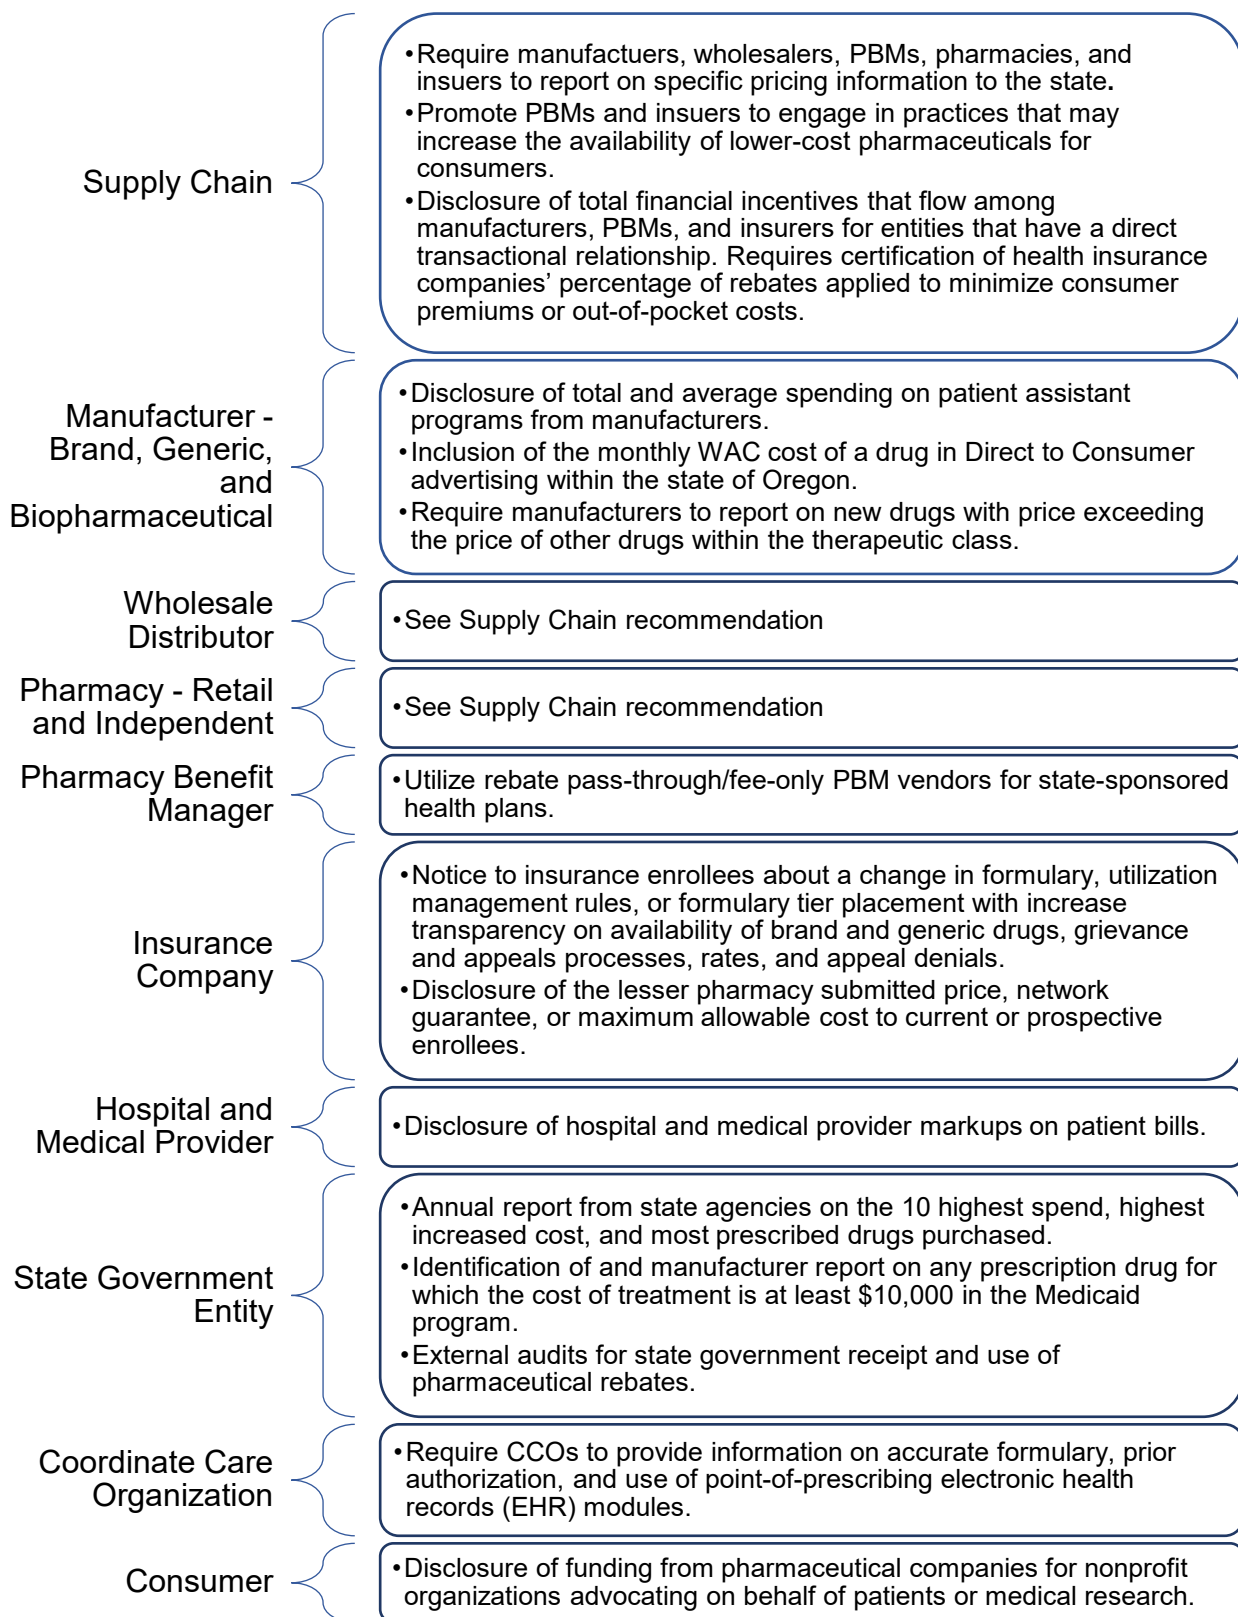 Supply Chain
•Require manufactuers, wholesalers, PBMs, pharmacies, and
insuers to report on specific pricing information to the state.
•Promote PBMs and insuers to engage in practices that may
increase the availability of lower-cost pharmaceuticals for
consumers.
•Disclosure of total financial incentives that flow among
manufacturers, PBMs, and insurers for entities that have a direct
transactional relationship. Requires certification of health insurance
companies’ percentage of rebates applied to minimize consumer
premiums or out-of-pocket costs.
Manufacturer -
Brand, Generic,
and
Biopharmaceutical
•Disclosure of total and average spending on patient assistant
programs from manufacturers.
•Inclusion of the monthly WAC cost of a drug in Direct to Consumer
advertising within the state of Oregon.
•Require manufacturers to report on new drugs with price exceeding
the price of other drugs within the therapeutic class.
Wholesale
Distributor
•See Supply Chain recommendation
Pharmacy - Retail
and Independent
•See Supply Chain recommendation
Pharmacy Benefit
Manager
•Utilize rebate pass-through/fee-only PBM vendors for state-sponsored
health plans.
Insurance
Company
•Notice to insurance enrollees about a change in formulary, utilization
management rules, or formulary tier placement with increase
transparency on availability of brand and generic drugs, grievance
and appeals processes, rates, and appeal denials.
•Disclosure of the lesser pharmacy submitted price, network
guarantee, or maximum allowable cost to current or prospective
enrollees.
Hospital and
Medical Provider
•Disclosure of hospital and medical provider markups on patient bills.
State Government
Entity
•Annual report from state agencies on the 10 highest spend, highest
increased cost, and most prescribed drugs purchased.
•Identification of and manufacturer report on any prescription drug for
which the cost of treatment is at least $10,000 in the Medicaid
program.
•External audits for state government receipt and use of
pharmaceutical rebates.
Coordinate Care
Organization
•Require CCOs to provide information on accurate formulary, prior
authorization, and use of point-of-prescribing electronic health
records (EHR) modules.
Consumer
•Disclosure of funding from pharmaceutical companies for nonprofit
organizations advocating on behalf of patients or medical research.